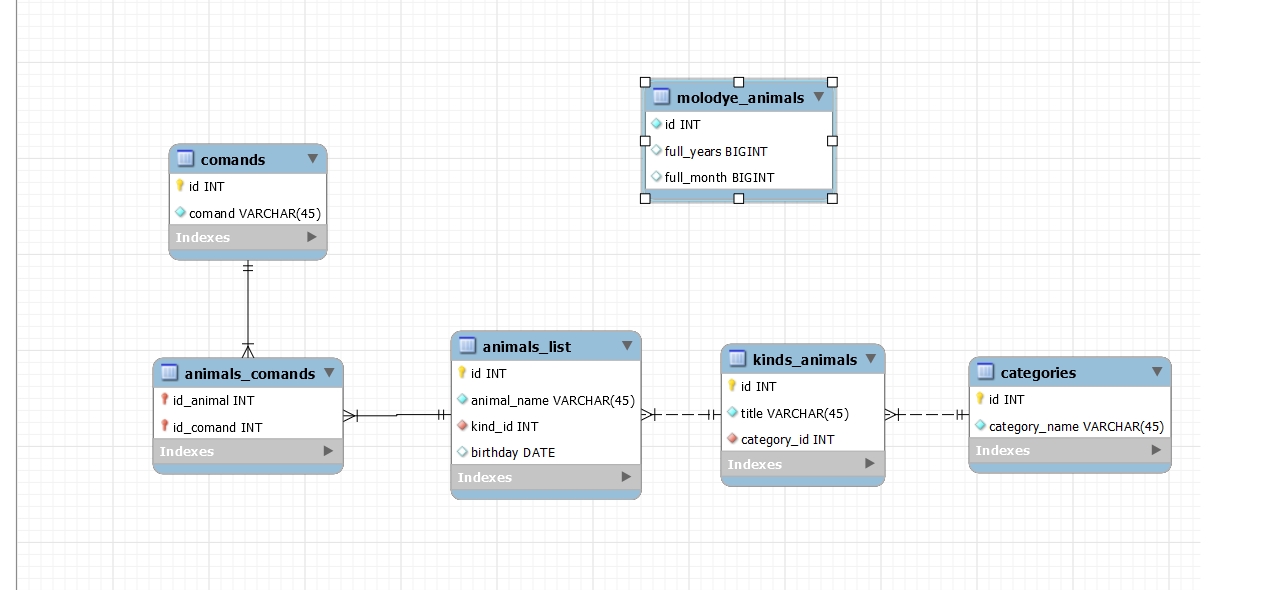 molodye_animals
id INT
full_years BIGINT
full_month BIGINT
comands
id INT
comand VARCHAR(45)
Indexes
animals_comands
id_animal INT
id_comand INT
Indexes
animals_list
id INT
animal_name VARCHAR(45)
kind_id INT
birthday DATE
Indexes
kinds_animals
id INT
title VARCHAR(45)
category_id INT
Indexes
categories
id INT
category_name VARCHAR(45)
Indexes